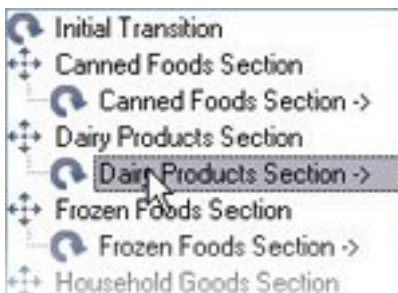 Initial Transition
Canned Foods Section
Canned Foods Section ->
Dairy Products Section
Dairy Products Section ->
Frozen Foods Section
Frozen Foods Section ->
Household Goods Section